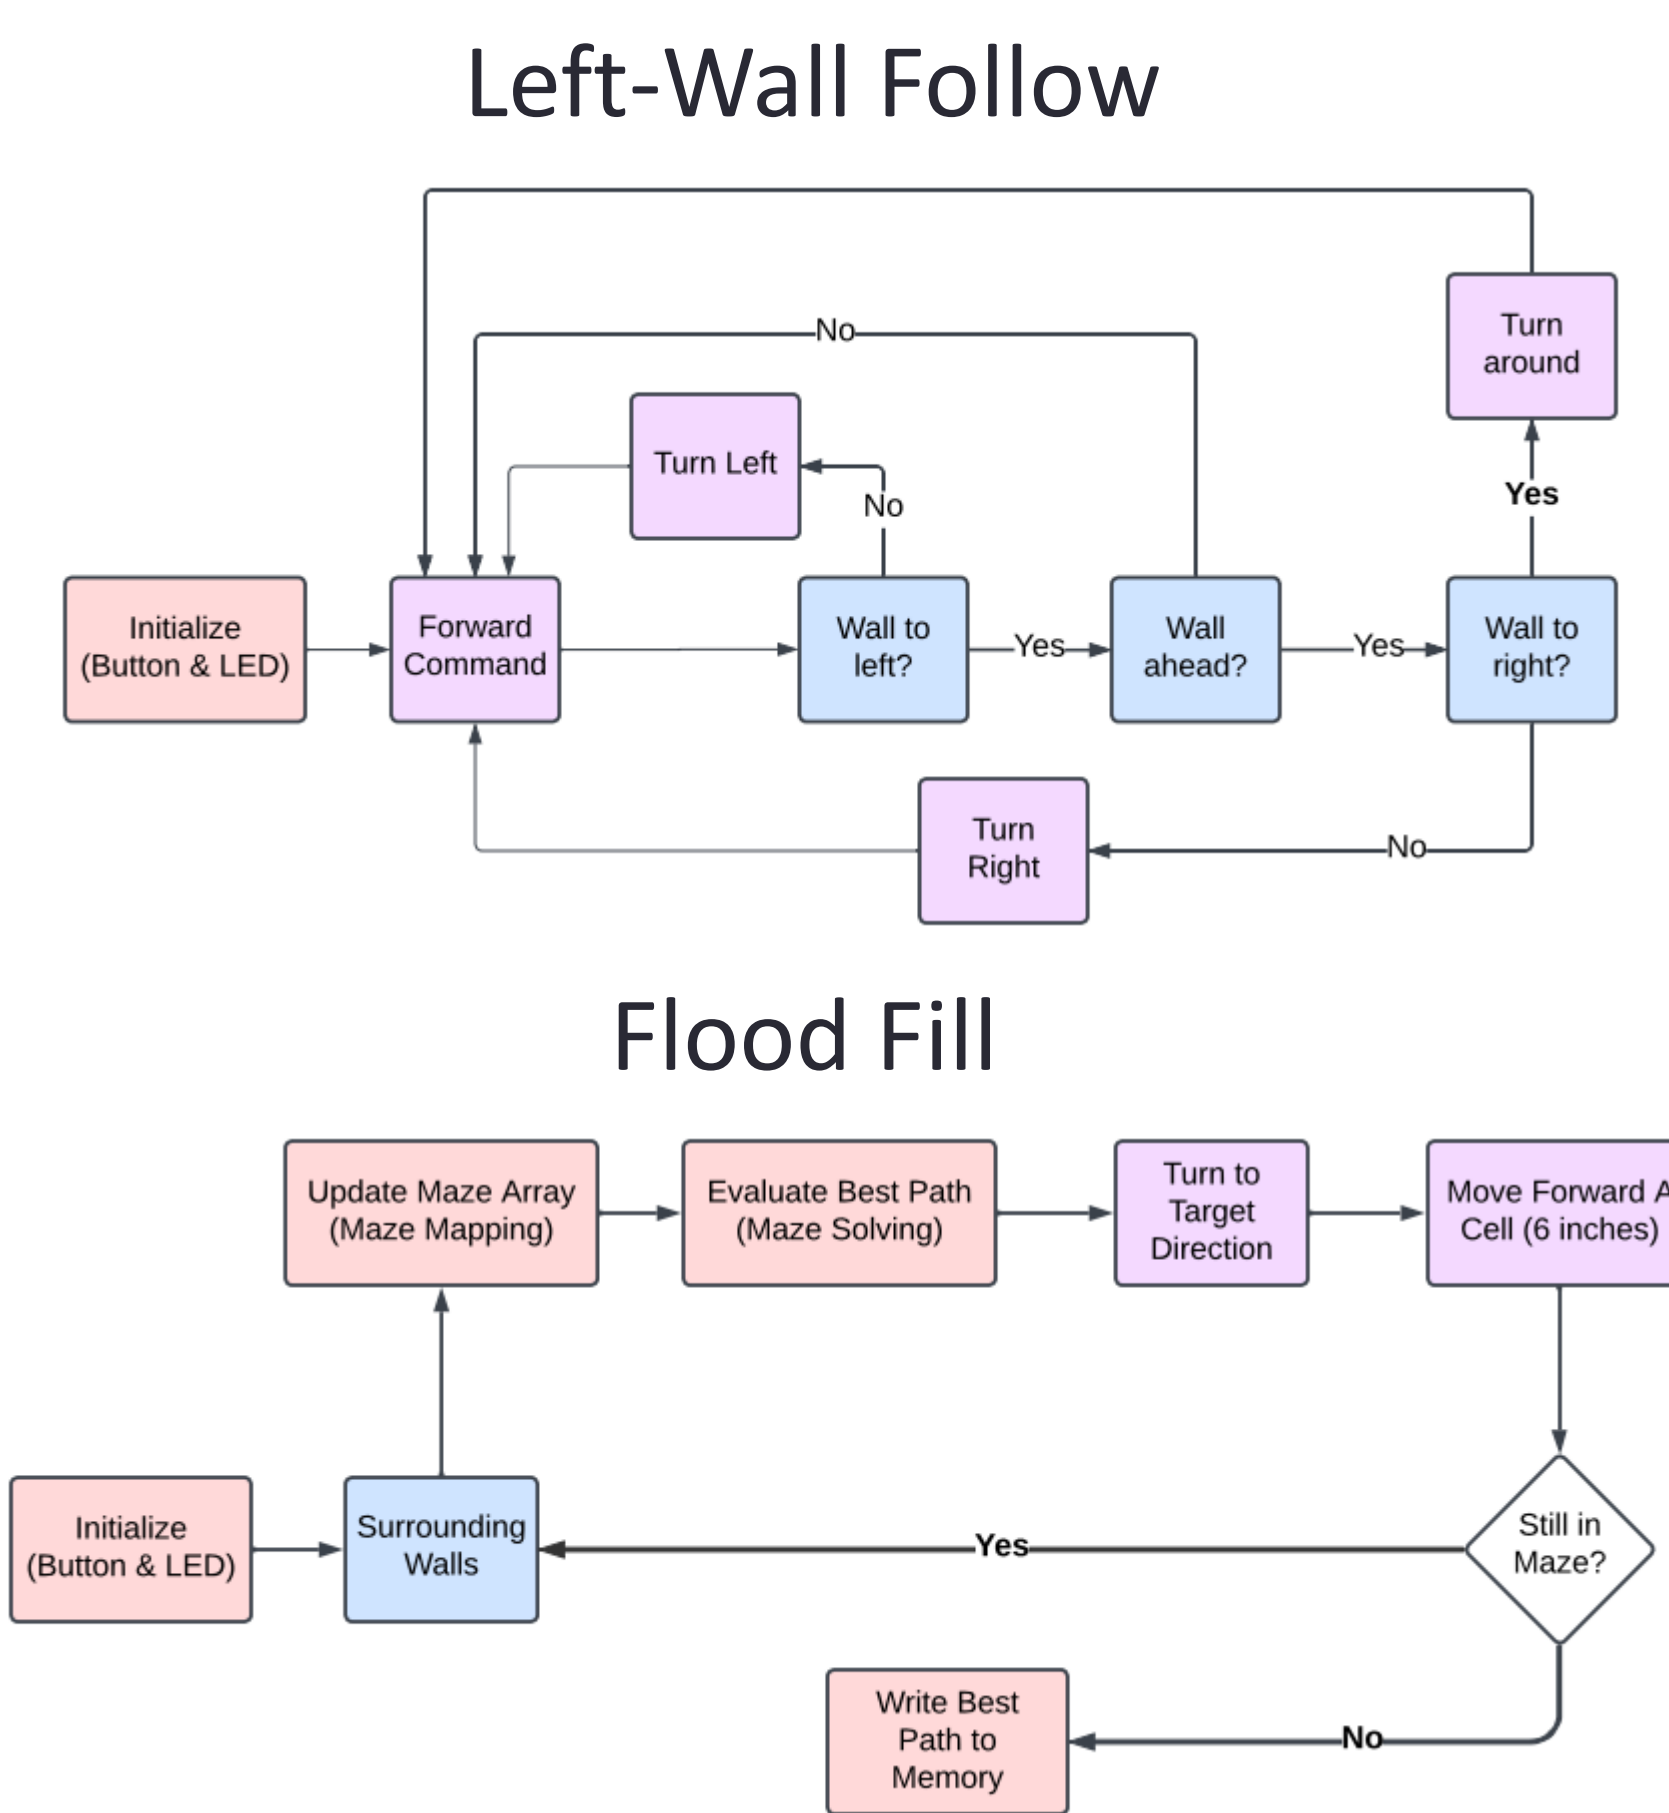 Left-Wall Follow
No
Turn
around
Turn Left
No
Yes
Initialize
(Button & LED)
Forward
Command
Wall to
left?
Yes
Wall
ahead?
Yes
Wall to
right?
Turn
Right
No
Flood Fill
Update Maze Array
(Maze Mapping)
Evaluate Best Path
(Maze Solving)
Turn to
Target
Direction
Move Forward A
Cell (6 inches)
Initialize
(Button & LED)
Surrounding
Walls
Yes
Still in
Maze?
Write Best
Path to
Memory
No